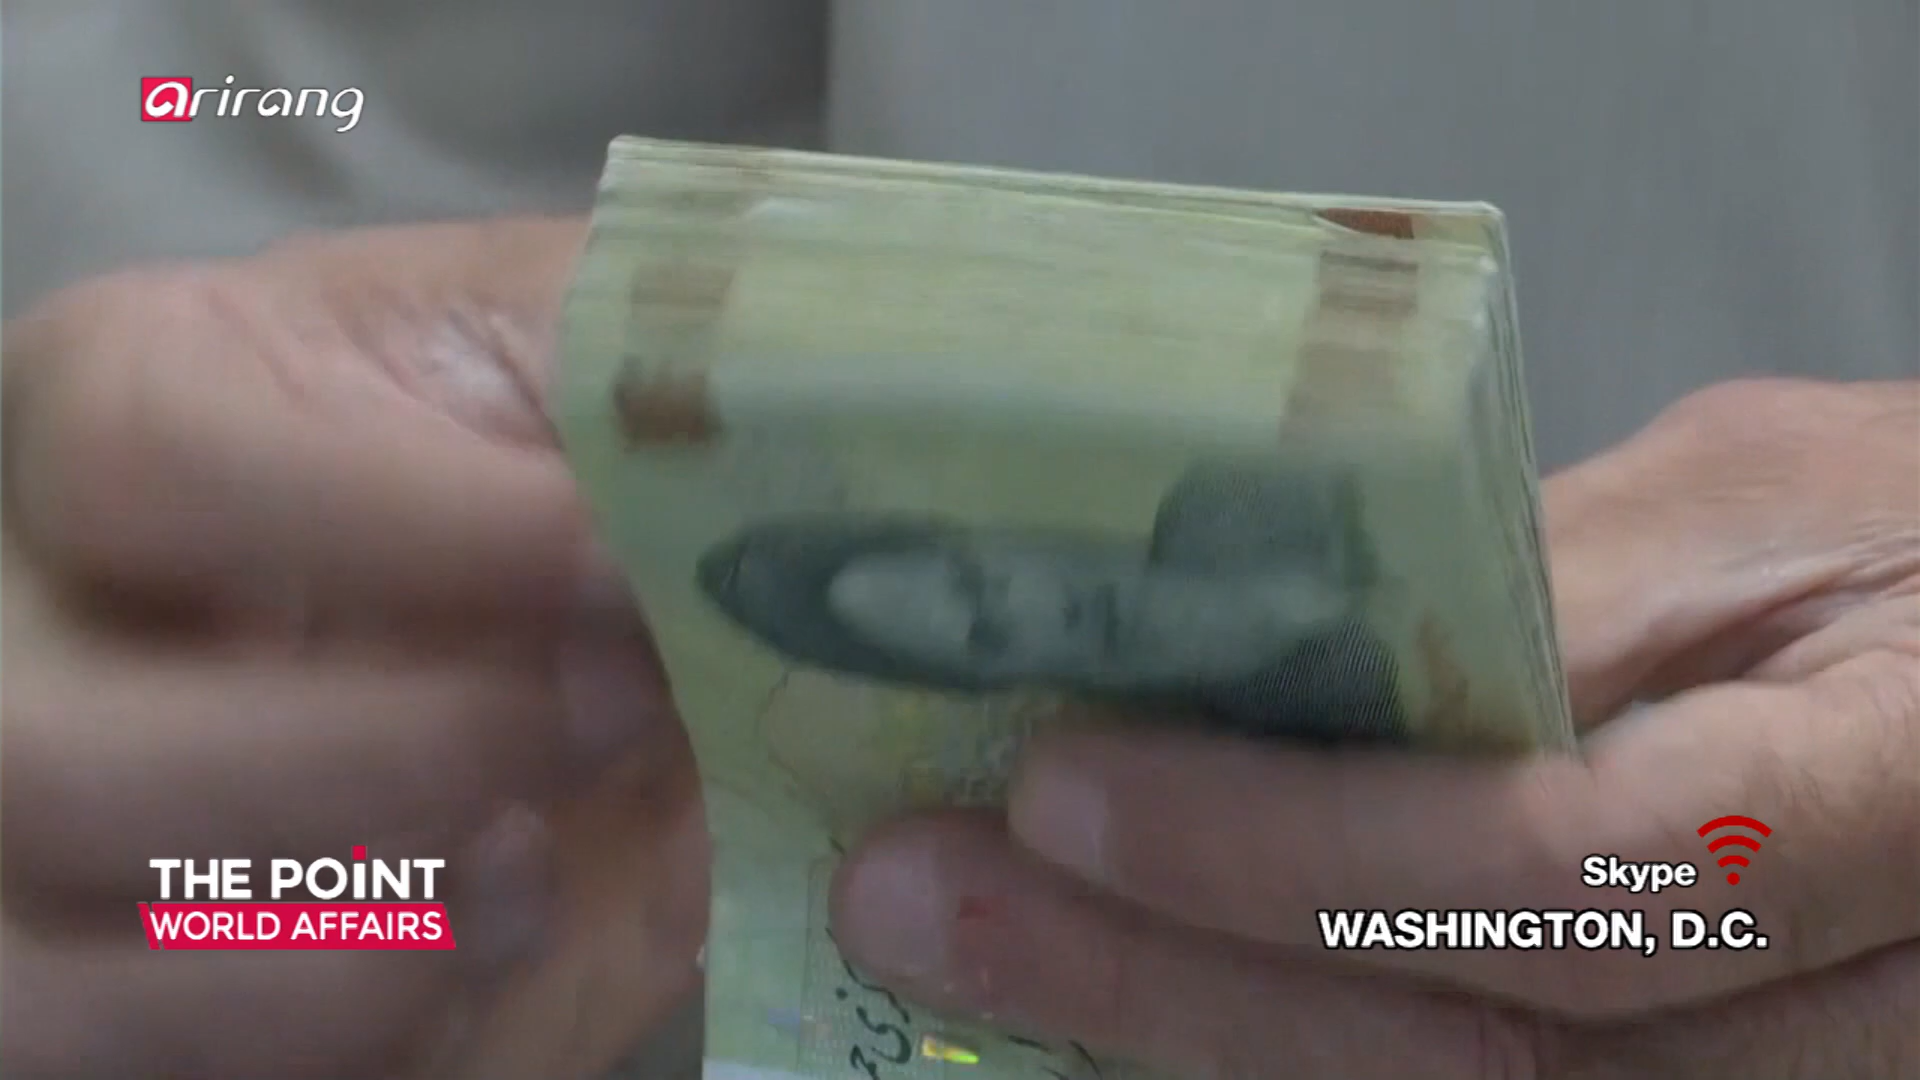 arirang
THE POINT
WORLD AFFAIRS
Skype
WASHINGTON, D.C.